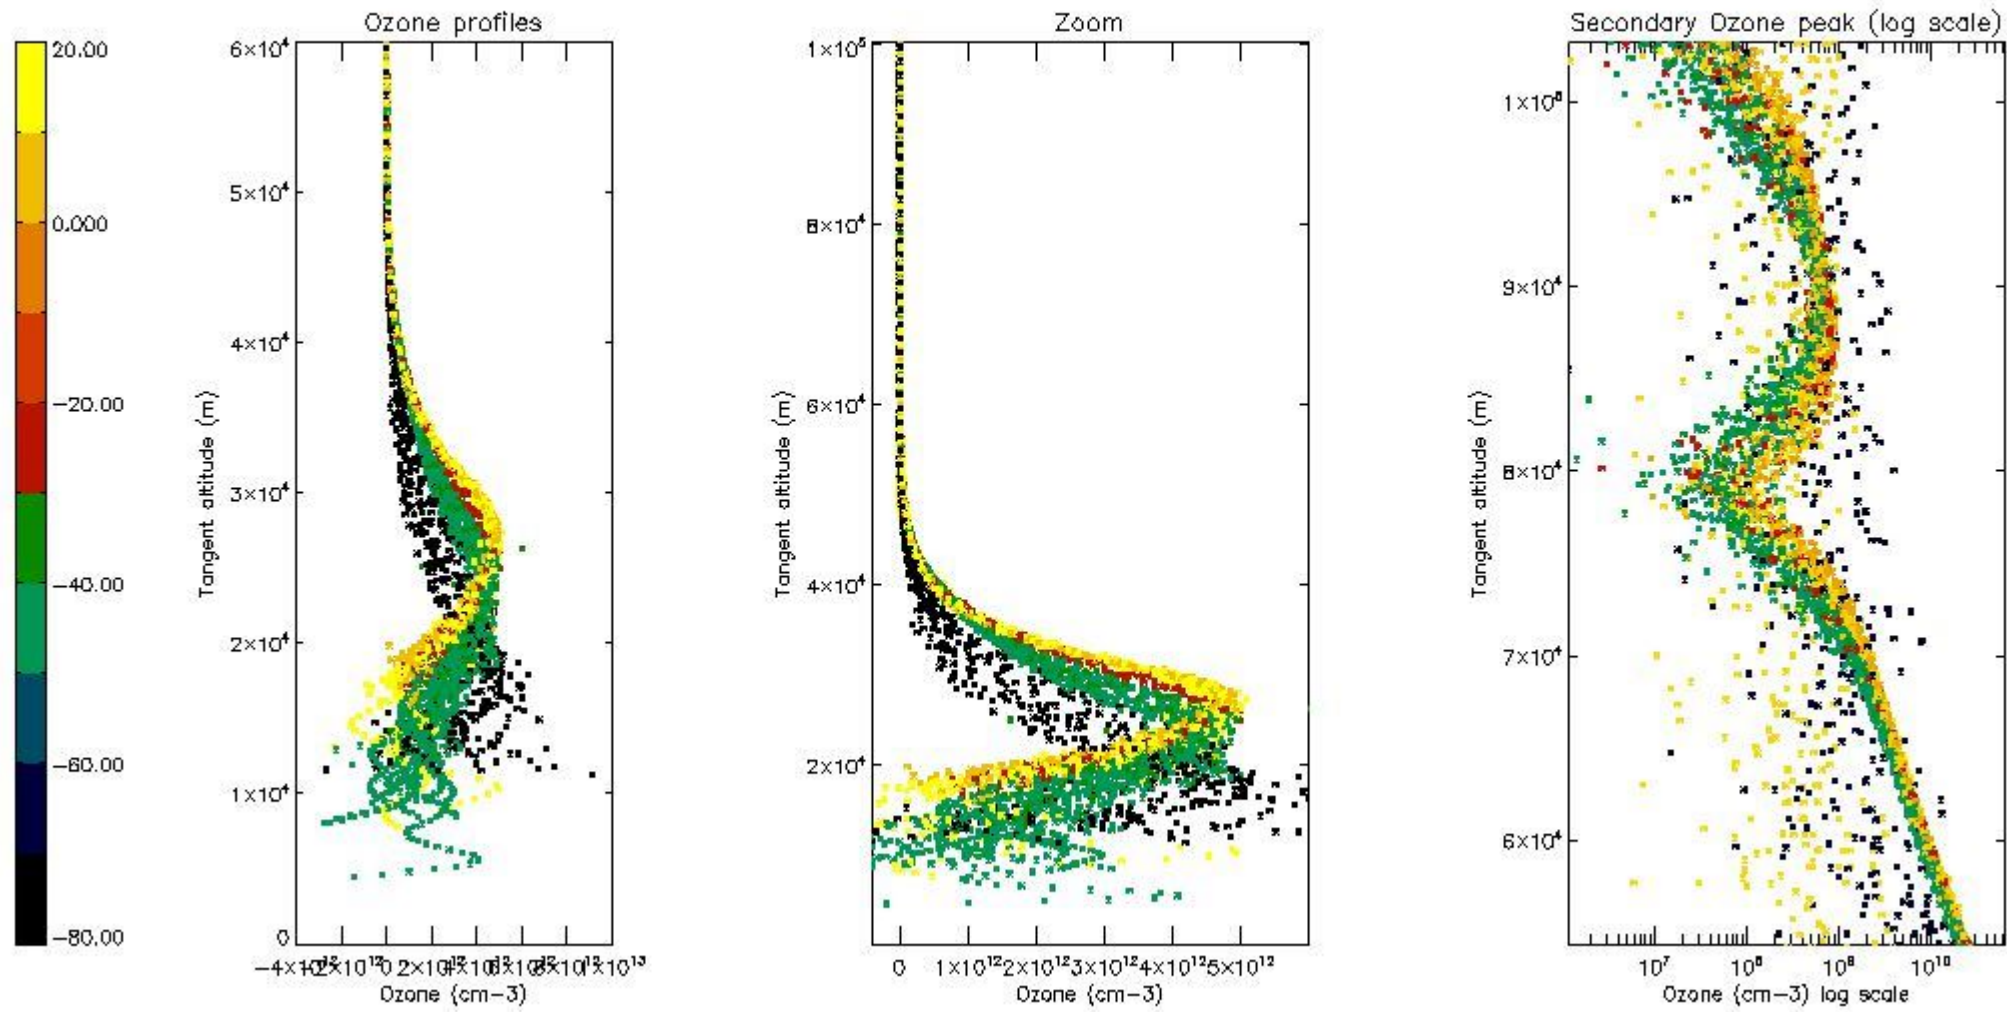 Ozone profiles
Zoom
Secondary Ozone peak (log scale)
20.00
0.000
−20.00
−40.00
−60.00
−80.00
6×10⁴
5×10⁴
4×10⁴
3×10⁴
2×10⁴
1×10⁴
0
Tangent altitude (m)
Ozone (cm−3)
1×10⁵
8×10⁴
6×10⁴
4×10⁴
2×10⁴
Tangent altitude (m)
0 1×10¹² 2×10¹² 3×10¹² 4×10¹² 5×10¹²
Ozone (cm−3)
9×10⁴
8×10⁴
7×10⁴
6×10⁴
Tangent altitude (m)
10⁷ 10⁸ 10⁹ 10¹⁰
Ozone (cm−3) log scale